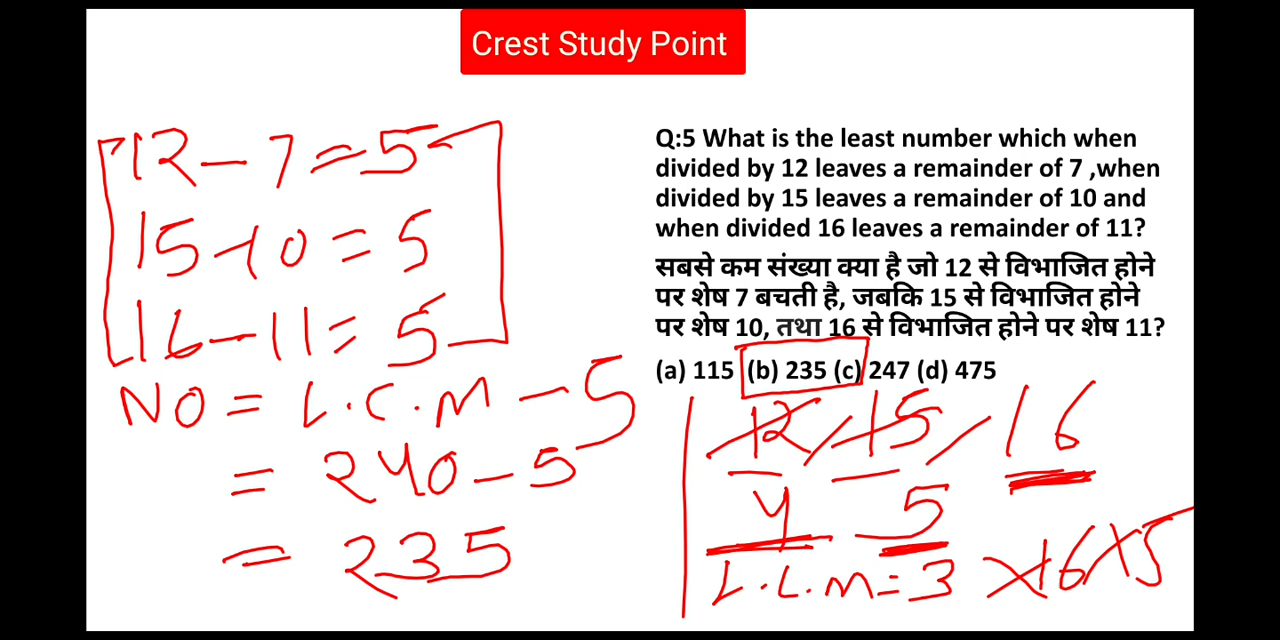 Crest Study Point
12 - 7 = 5
15 - 10 = 5
16 - 11 = 5
NO = L.C.M - 5
= 240 - 5
= 235
Q:5 What is the least number which when
divided by 12 leaves a remainder of 7 ,when
divided by 15 leaves a remainder of 10 and
when divided 16 leaves a remainder of 11?
सबसे कम संख्या क्या है जो 12 से विभाजित होने
पर शेष 7 बचती है, जबकि 15 से विभाजित होने
पर शेष 10, तथा 16 से विभाजित होने पर शेष 11?
(a) 115 (b) 235 (c) 247 (d) 475
12, 15, 16
4 5
L.C.M = 3 × 16 × 5